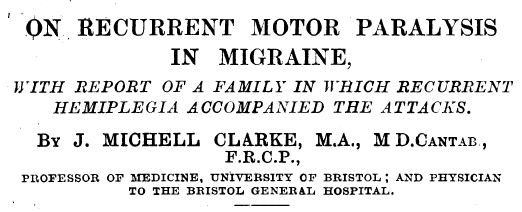 ON RECURRENT MOTOR PARALYSIS
IN MIGRAINE,
WITH REPORT OF A FAMILY IN WHICH RECURRENT
HEMIPLEGIA ACCOMPANIED THE ATTACKS.
BY J. MICHELL CLARKE, M.A., M D.CANTAB.,
F.R.C.P.,
PROFESSOR OF MEDICINE, UNIVERSITY OF BRISTOL; AND PHYSICIAN
TO THE BRISTOL GENERAL HOSPITAL.